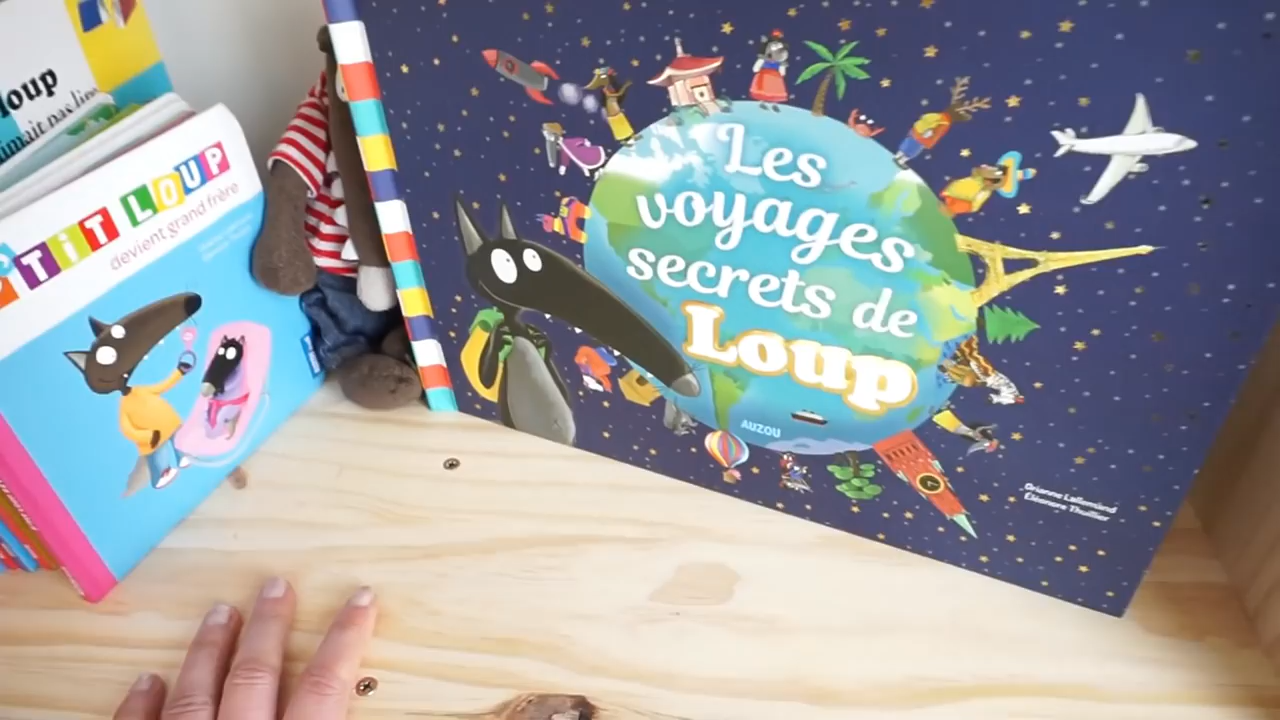 loup
P'TIT LOUP
devient grand frère
Les
voyages
secrets de
Loup
AUZOU
Orianne Lallemand
Éléonore Thuillier